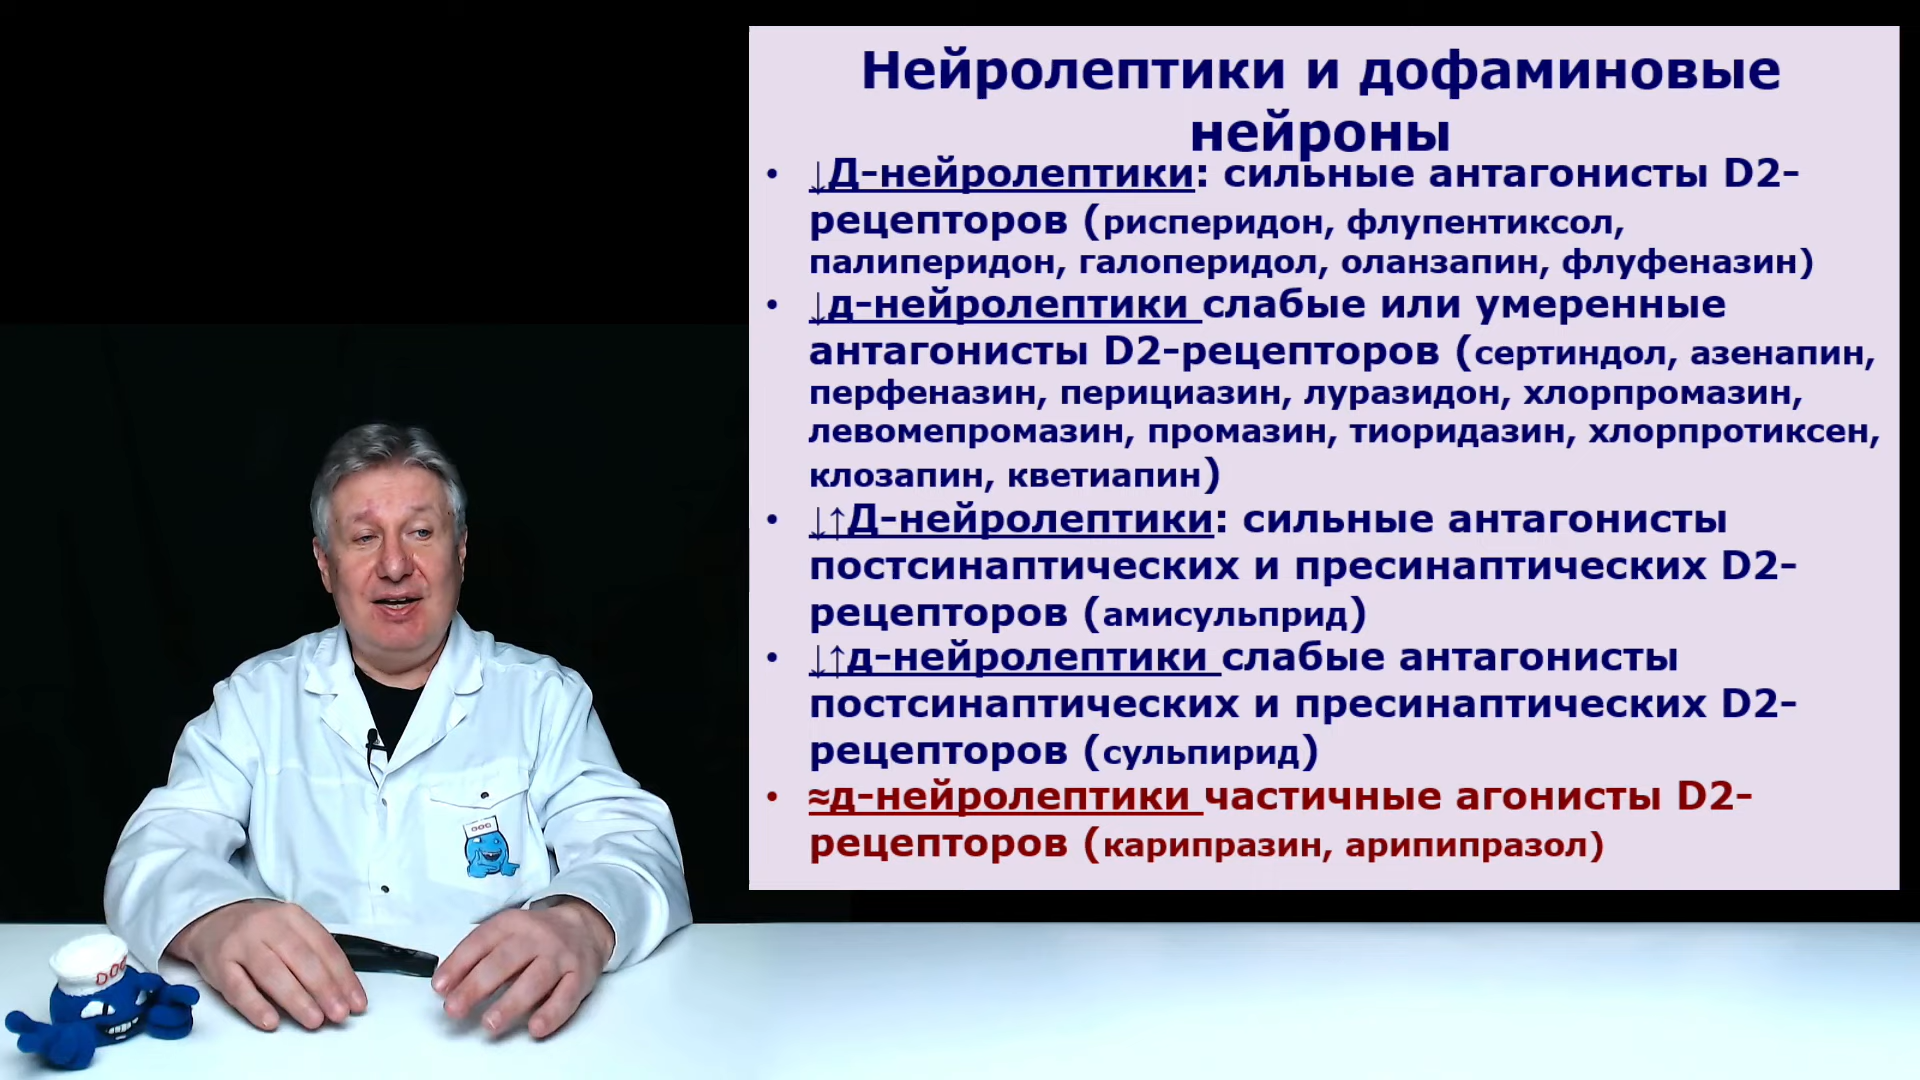 Нейролептики и дофаминовые
нейроны
• ↓Д-нейролептики: сильные антагонисты D2-
рецепторов (рисперидон, флупентиксол,
палиперидон, галоперидол, оланзапин, флуфеназин)
• ↓д-нейролептики слабые или умеренные
антагонисты D2-рецепторов (сертиндол, азенапин,
перфеназин, перициазин, луразидон, хлорпромазин,
левомепромазин, промазин, тиоридазин, хлорпротиксен,
клозапин, кветиапин)
• ↓↑Д-нейролептики: сильные антагонисты
постсинаптических и пресинаптических D2-
рецепторов (амисульприд)
• ↓↑д-нейролептики слабые антагонисты
постсинаптических и пресинаптических D2-
рецепторов (сульпирид)
• ≈д-нейролептики частичные агонисты D2-
рецепторов (карипразин, арипипразол)
DOC
DOC